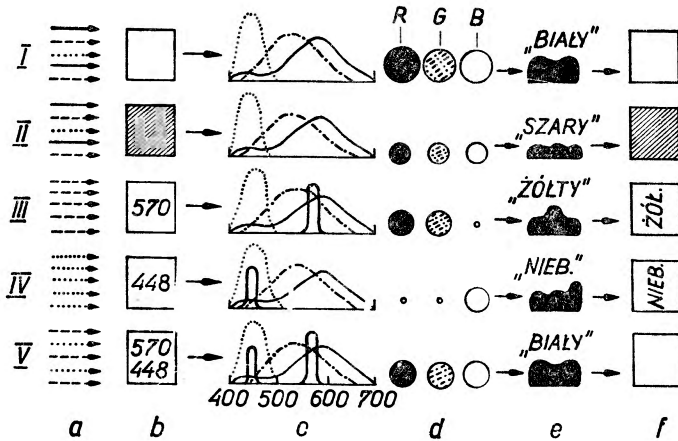 R G B
I „BIAŁY”
II „SZARY”
III 570 „ŻÓŁTY” ŻÓŁ.
IV 448 „NIEB.” NIEB.
V 570 448 „BIAŁY”
400 500 600 700
a b c d e f